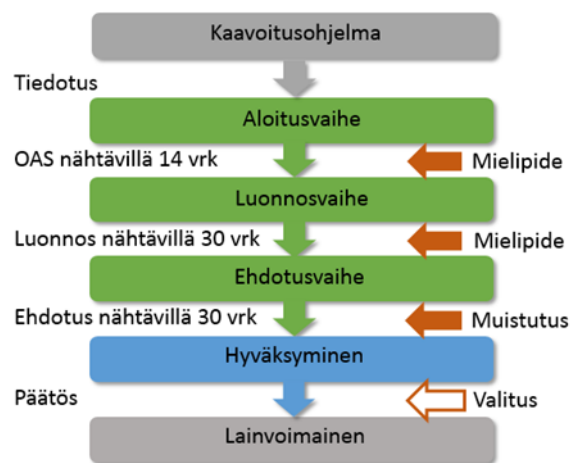 Kaavoitusohjelma
Tiedotus
Aloitusvaihe
OAS nähtävillä 14 vrk
Mielipide
Luonnosvaihe
Luonnos nähtävillä 30 vrk
Mielipide
Ehdotusvaihe
Ehdotus nähtävillä 30 vrk
Muistutus
Hyväksyminen
Päätös
Valitus
Lainvoimainen